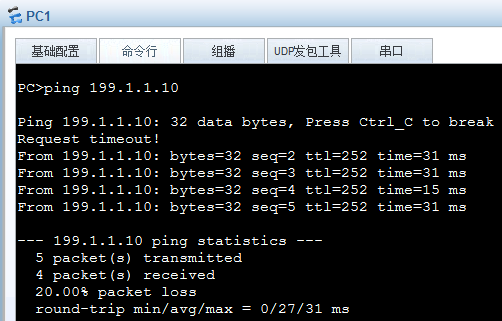 PC1
基础配置 命令行 组播 UDP发包工具 串口
PC>ping 199.1.1.10
Ping 199.1.1.10: 32 data bytes, Press Ctrl_C to break
Request timeout!
From 199.1.1.10: bytes=32 seq=2 ttl=252 time=31 ms
From 199.1.1.10: bytes=32 seq=3 ttl=252 time=31 ms
From 199.1.1.10: bytes=32 seq=4 ttl=252 time=15 ms
From 199.1.1.10: bytes=32 seq=5 ttl=252 time=31 ms
--- 199.1.1.10 ping statistics ---
5 packet(s) transmitted
4 packet(s) received
20.00% packet loss
round-trip min/avg/max = 0/27/31 ms